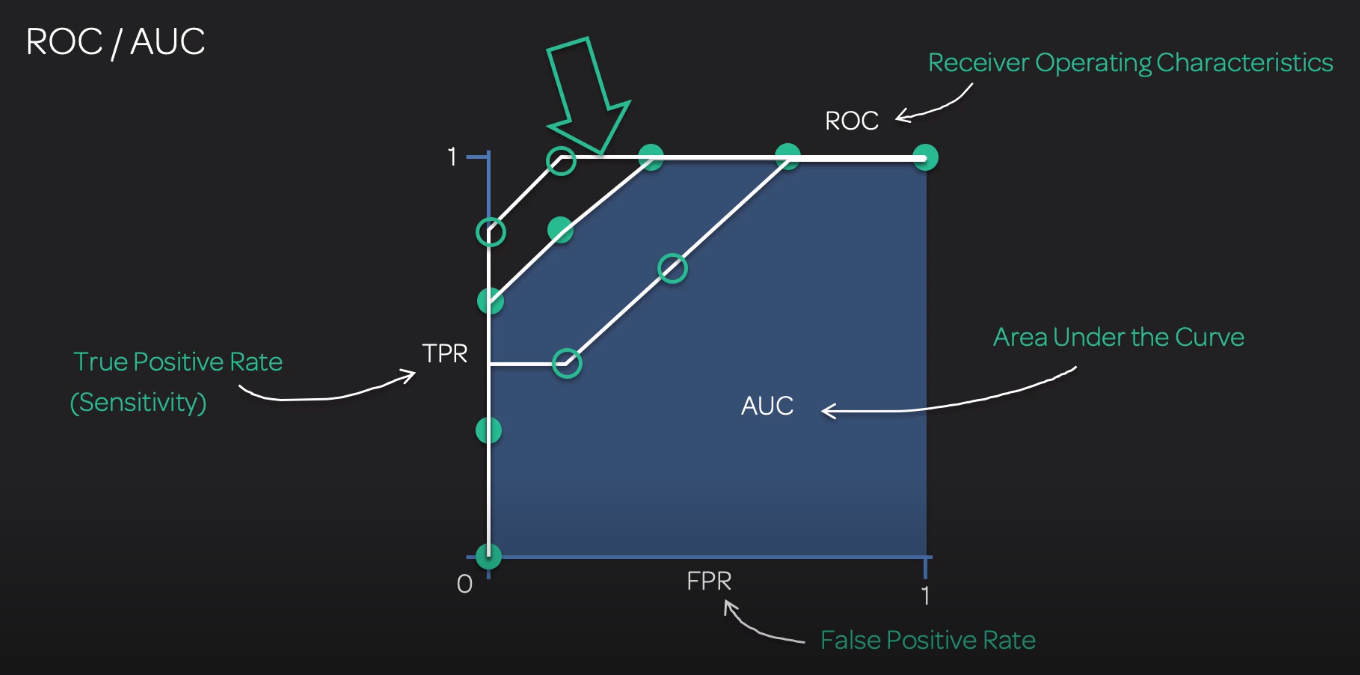 ROC / AUC
Receiver Operating Characteristics
ROC
1
True Positive Rate
(Sensitivity)
TPR
Area Under the Curve
AUC
0
FPR
1
False Positive Rate